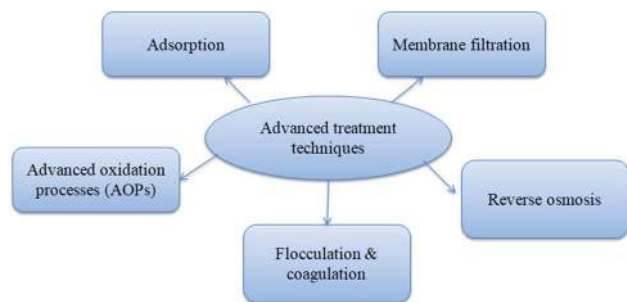 Adsorption
Membrane filtration
Advanced treatment
techniques
Advanced oxidation
processes (AOPs)
Reverse osmosis
Flocculation &
coagulation